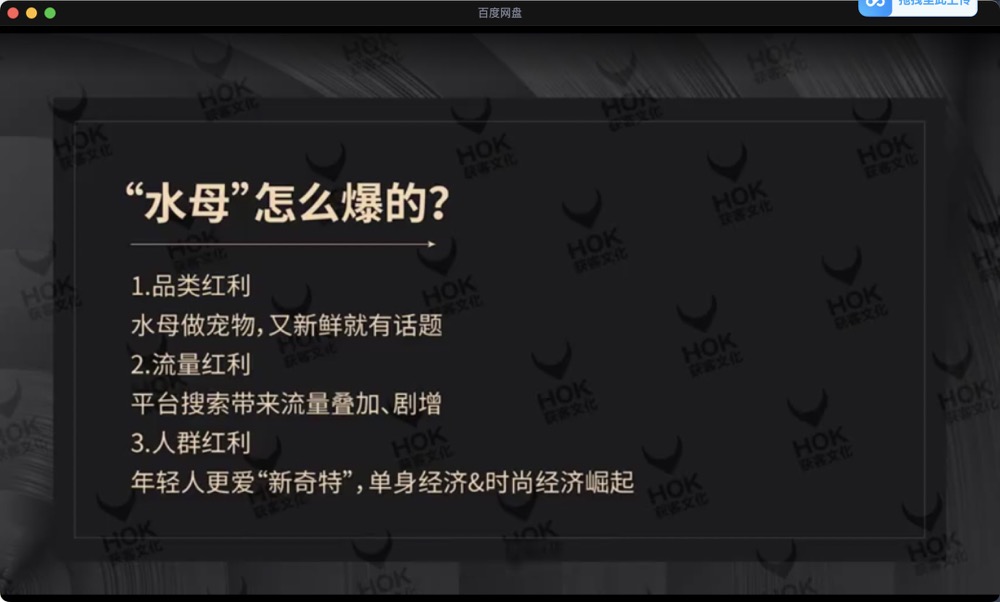 百度网盘
拖拽至此上传
“水母”怎么爆的？
1.品类红利
水母做宠物，又新鲜就有话题
2.流量红利
平台搜索带来流量叠加、剧增
3.人群红利
年轻人更爱“新奇特”，单身经济&时尚经济崛起
HOK
获客文化